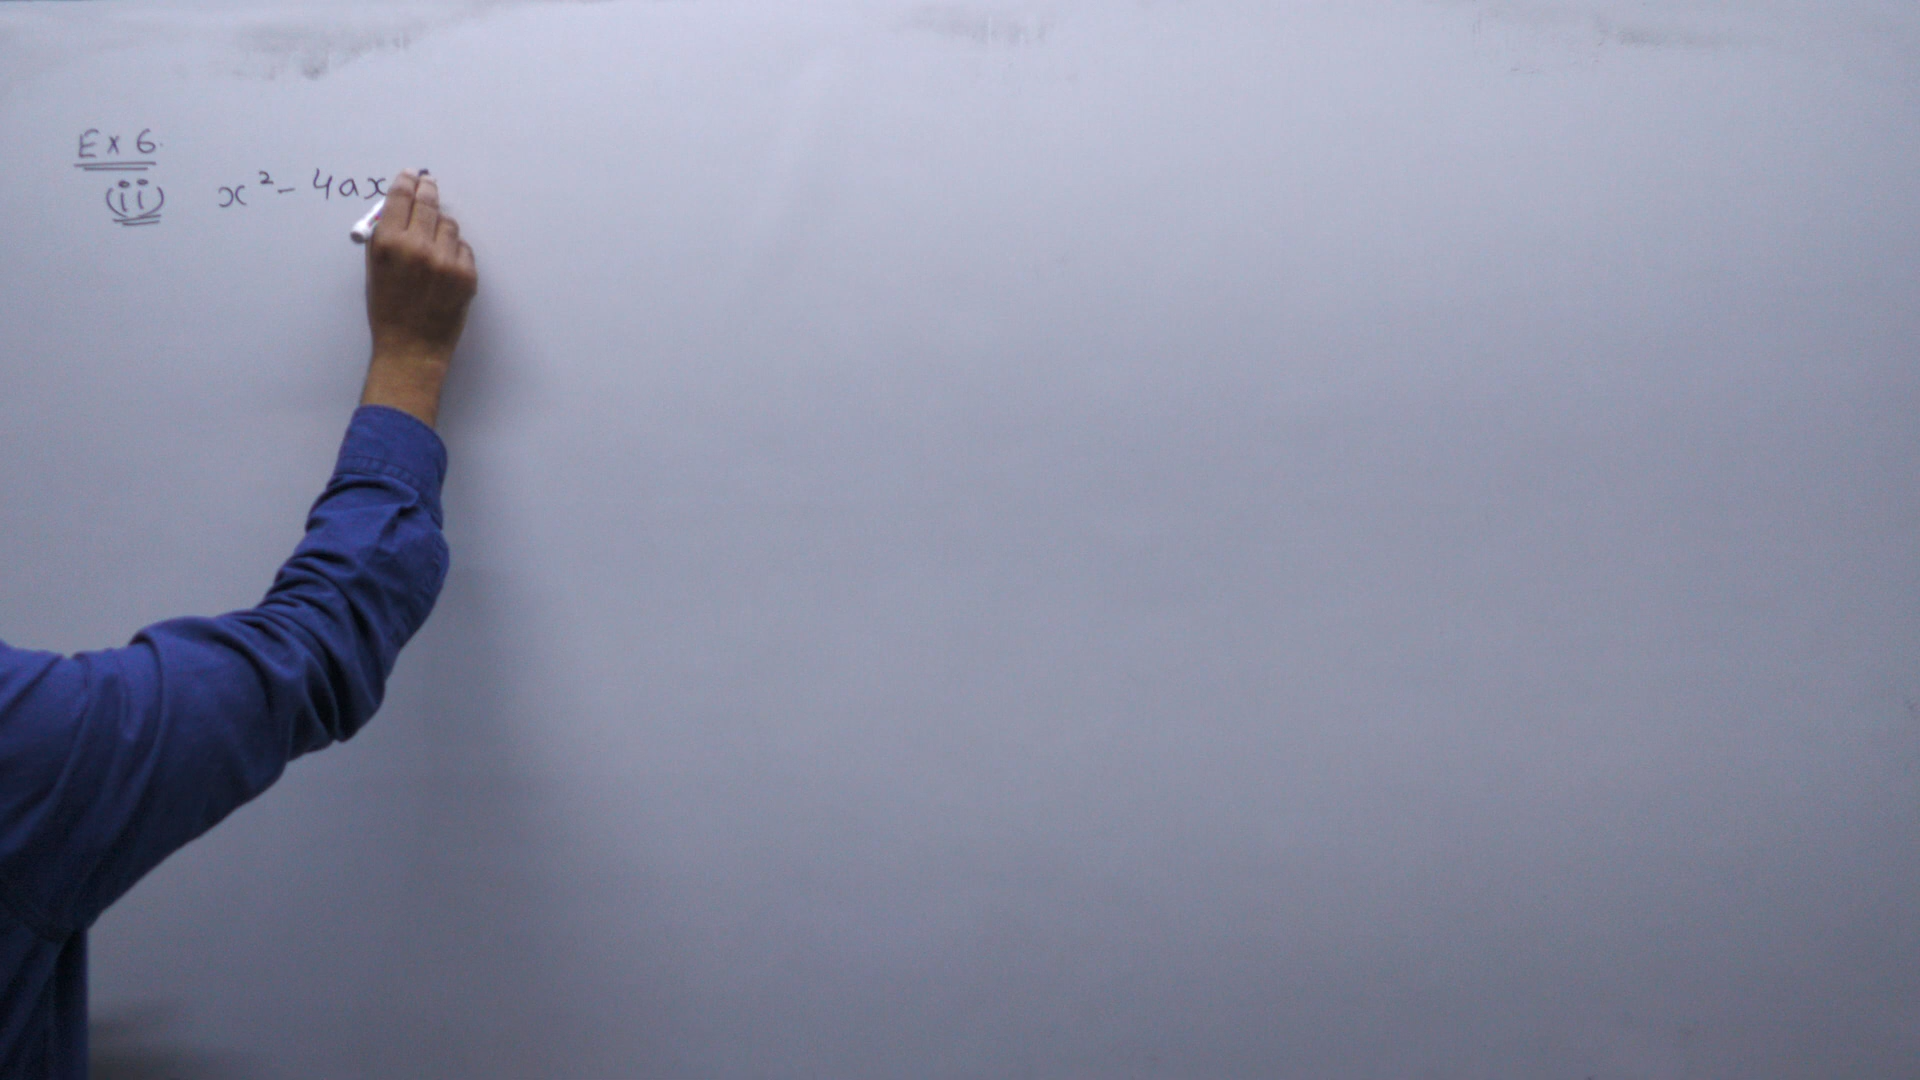 Ex 6.
(ii) x² - 4ax